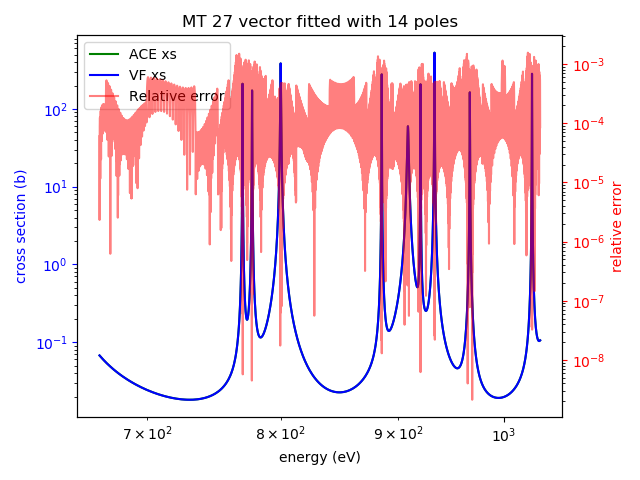 MT 27 vector fitted with 14 poles
ACE xs
VF xs
Relative error
cross section (b)
10²
10¹
10⁰
10⁻¹
10⁻³
10⁻⁴
10⁻⁵
10⁻⁶
10⁻⁷
10⁻⁸
relative error
7 × 10² 8 × 10² 9 × 10² 10³
energy (eV)